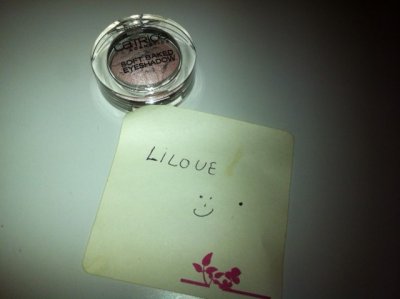 CATRICE
SOFT BAKED
EYESHADOW
LiLOUE